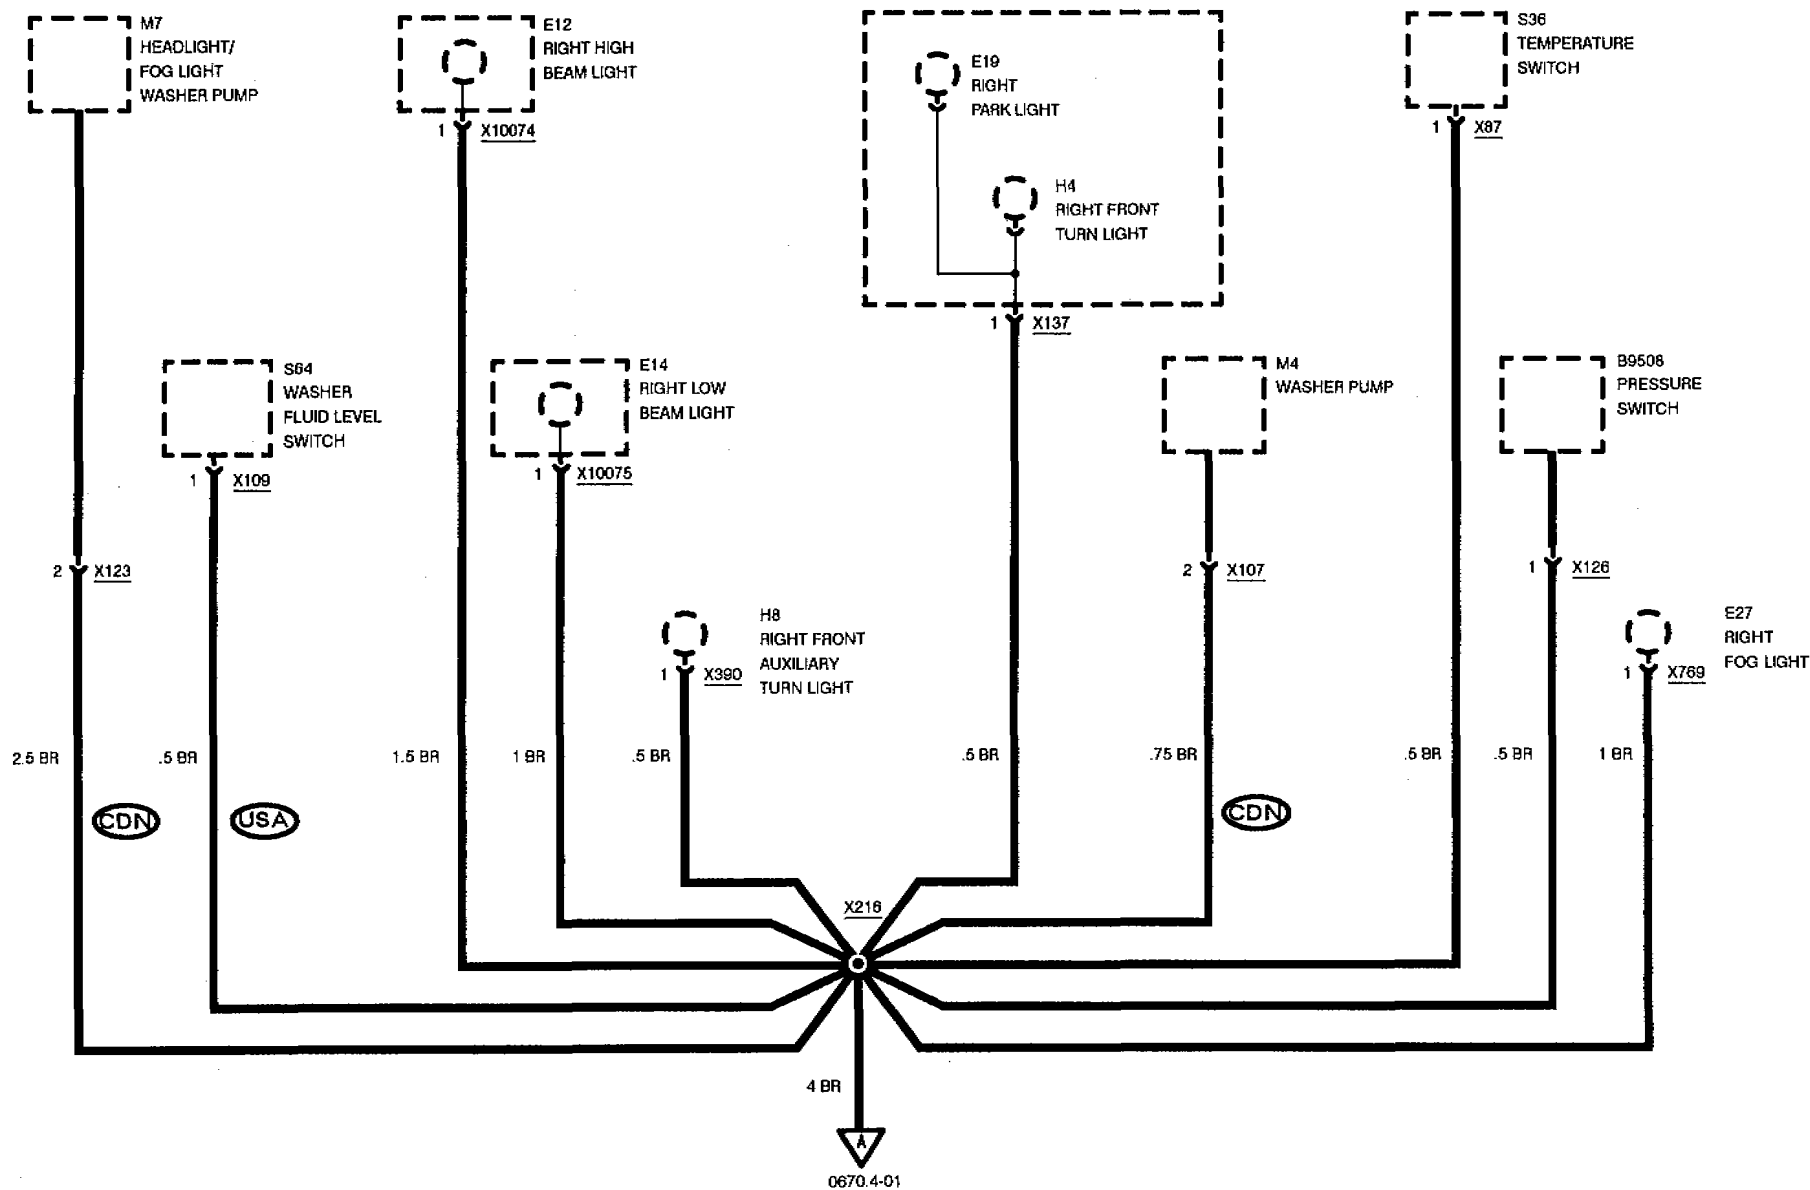 M7
HEADLIGHT/
FOG LIGHT
WASHER PUMP
E12
RIGHT HIGH
BEAM LIGHT
1 X10074
E19
RIGHT
PARK LIGHT
H4
RIGHT FRONT
TURN LIGHT
1 X137
S36
TEMPERATURE
SWITCH
1 X87
S64
WASHER
FLUID LEVEL
SWITCH
1 X109
E14
RIGHT LOW
BEAM LIGHT
1 X10075
M4
WASHER PUMP
B9508
PRESSURE
SWITCH
2 X123
2 X107
1 X126
H8
RIGHT FRONT
AUXILIARY
TURN LIGHT
1 X390
E27
RIGHT
FOG LIGHT
1 X769
2.5 BR
.5 BR
1.5 BR
1 BR
.5 BR
.5 BR
.75 BR
.5 BR
.5 BR
1 BR
CDN
USA
CDN
X216
4 BR
A
0670.4-01